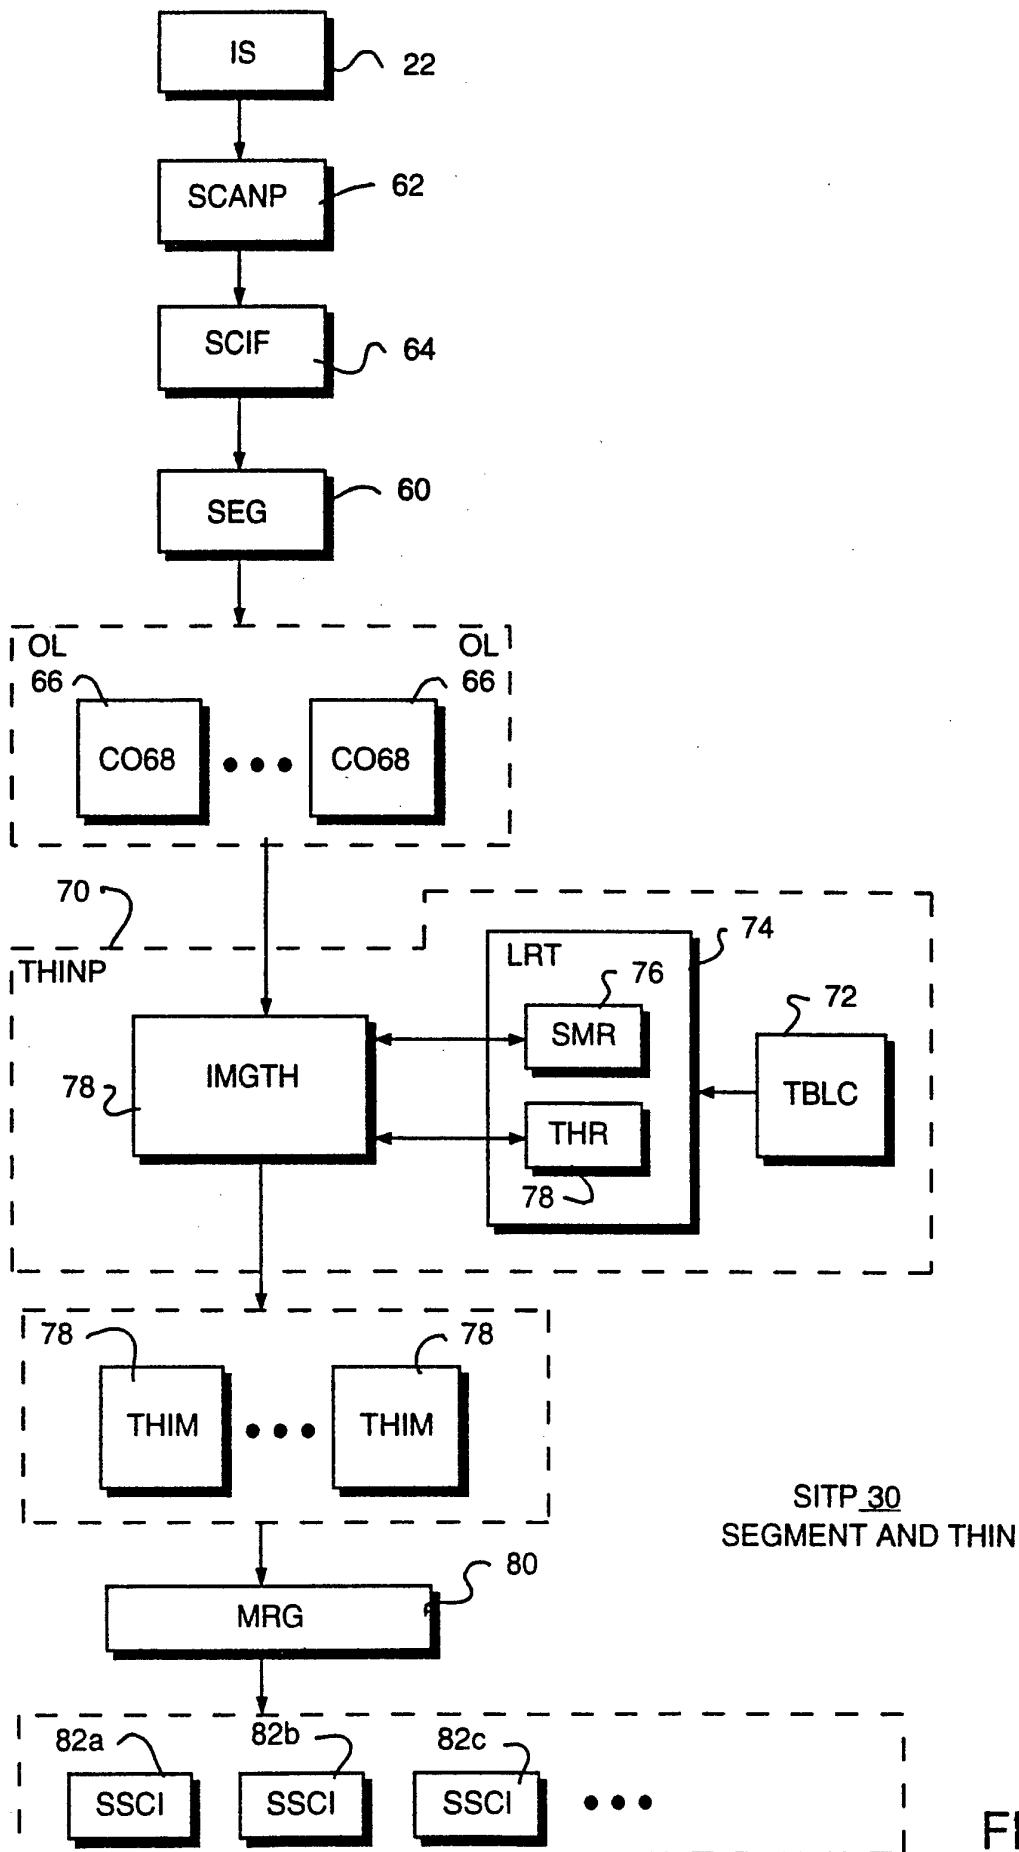 IS
22
SCANP
62
SCIF
64
SEG
60
OL
OL
66
66
CO68
CO68
70
THINP
LRT
74
76
SMR
72
TBLC
IMGTH
78
THR
78
78
78
THIM
THIM
SITP 30
SEGMENT AND THIN
80
MRG
82a
82b
82c
SSCI
SSCI
SSCI